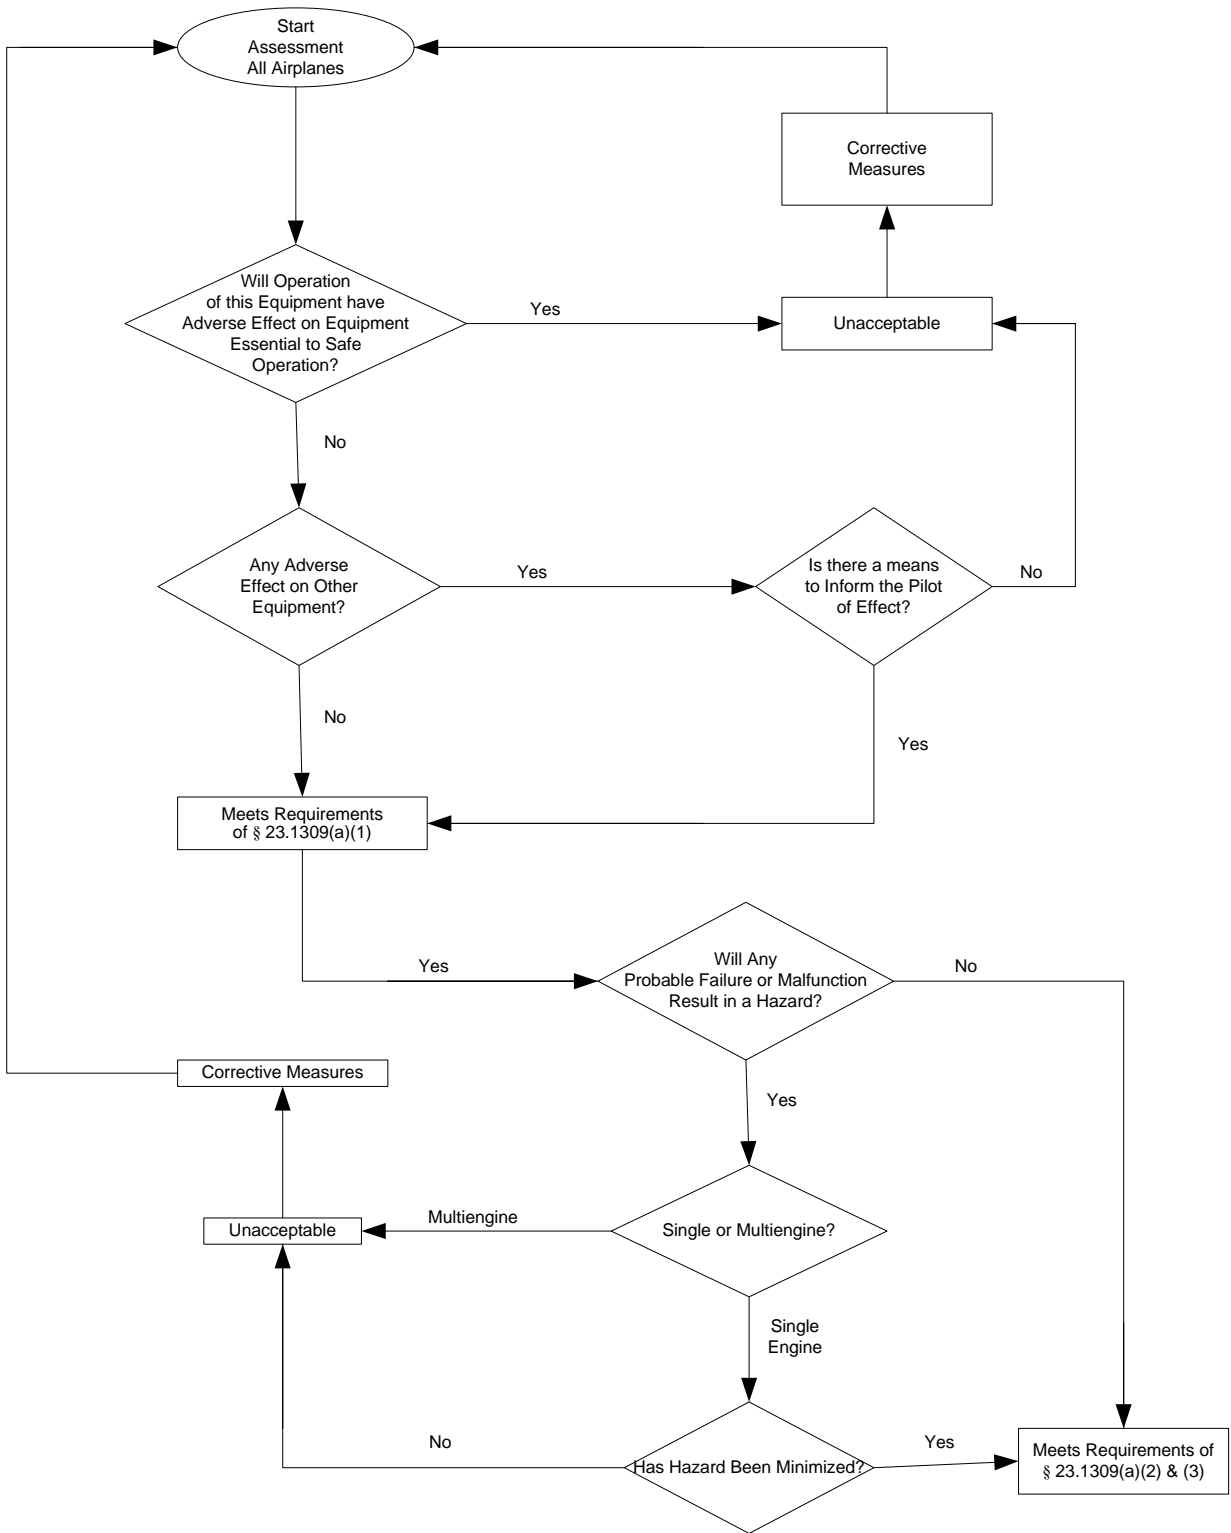 Start
Assessment
All Airplanes
Corrective
Measures
Will Operation
of this Equipment have
Adverse Effect on Equipment
Essential to Safe
Operation?
Yes
Unacceptable
No
Any Adverse
Effect on Other
Equipment?
Yes
Is there a means
to Inform the Pilot
of Effect?
No
No
Yes
Meets Requirements
of § 23.1309(a)(1)
Yes
Will Any
Probable Failure or Malfunction
Result in a Hazard?
No
Corrective Measures
Yes
Unacceptable
Multiengine
Single or Multiengine?
Single
Engine
No
Has Hazard Been Minimized?
Yes
Meets Requirements of
§ 23.1309(a)(2) & (3)